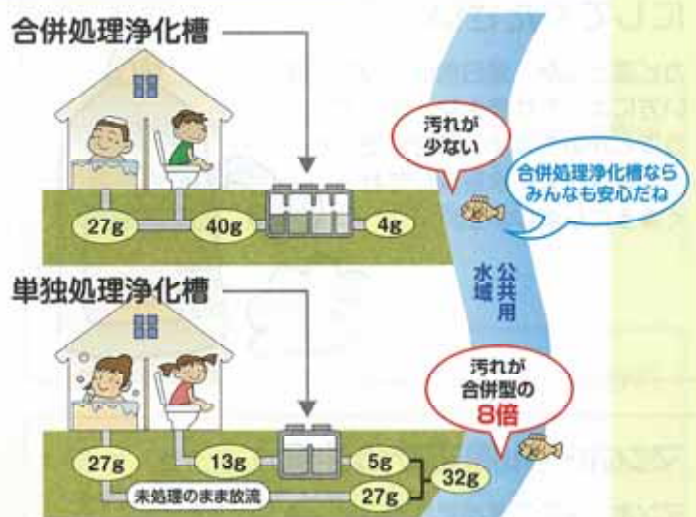 合併処理浄化槽
汚れが
少ない
合併処理浄化槽なら
みんなも安心だね
27g
40g
4g
公共用
水域
単独処理浄化槽
汚れが
合併型の
8倍
27g
13g
5g
32g
未処理のまま放流
27g